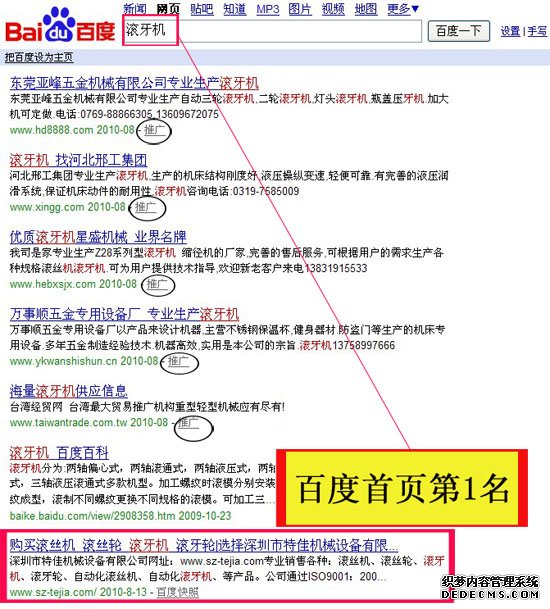 新闻 网页 贴吧 知道 MP3 图片 视频 地图 更多▼
Bai du 百度 滚牙机 百度一下 设置 | 手写
把百度设为主页
东莞亚峰五金机械有限公司专业生产滚牙机
东莞亚峰五金机械有限公司专业生产自动三轮滚牙机,二轮滚牙机,灯头滚牙机,瓶盖压牙机.加大
机可定做.电话:0769-88866305,13609672075
www.hd8888.com 2010-08 - 推广
滚牙机 找河北邢工集团
河北邢工集团专业生产滚牙机,生产的机床结构刚度好,液压操纵变速,轻便可靠.有完善的液压润
滑系统,保证机床动件的耐用性.滚牙机咨询电话:0319-7585009
www.xingg.com 2010-08 - 推广
优质滚牙机星盛机械 业界名牌
我司是家专业生产Z28系列型滚牙机 缩径机的厂家,完善的售后服务,可根据用户的需求生产各
种规格滚丝机滚牙机.可为用户提供技术指导,欢迎新老客户来电13831915533
www.hebxsjx.com 2010-08 - 推广
万事顺五金专用设备厂 专业生产滚牙机
万事顺五金专用设备厂以产品来设计机器,主营不锈钢保温杯,健身器材,防盗门等生产的机床专
用设备.多年五金制造经验技术.机器高效,实用是本公司的宗旨.滚牙机13758997666
www.ykwanshishun.cn 2010-08 - 推广
海量滚牙机供应信息
台湾经贸网 台湾最大贸易推广机构重型轻型机械应有尽有!
www.taiwantrade.com.tw 2010-08 - 推广
滚牙机 百度百科
滚牙机分为:两轴偏心式，两轴滚通式，两轴液压式，两轴
式，三轴液压滚通式多款机型。加工螺纹时滚模分别安装
纹成型，滚制不同螺纹更换不同规格的滚模。可加工三...
baike.baidu.com/view/2908358.htm 2009-10-23
百度首页第1名
购买滚丝机 滚丝轮 滚牙机 滚牙轮|选择深圳市特佳机械设备有限...
深圳市特佳机械设备有限公司网址：www.sz-tejia.com专业销售各种：滚丝机、滚丝轮、滚牙
机、滚牙轮、自动化滚丝机、自动化滚牙机、等产品。公司通过ISO9001：200...
www.sz-tejia.com/ 2010-8-13 - 百度快照
织梦内容管理系统
DEDECMS.COM